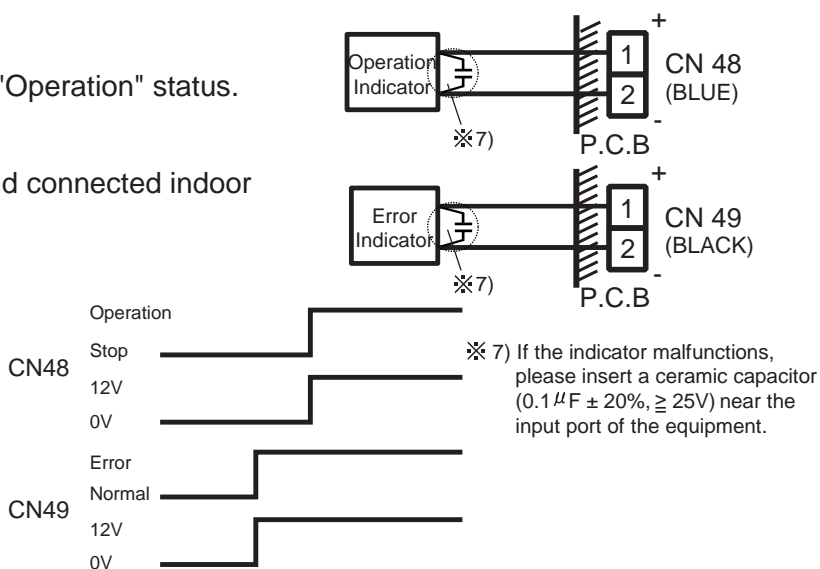 "Operation" status.
Operation
Indicator
※7)
1
2
+
-
CN 48
(BLUE)
P.C.B
d connected indoor
Error
Indicator
※7)
1
2
+
-
CN 49
(BLACK)
P.C.B
CN48
Operation
Stop
12V
0V
CN49
Error
Normal
12V
0V
※ 7) If the indicator malfunctions,
please insert a ceramic capacitor
(0.1 μF ± 20%, ≧ 25V) near the
input port of the equipment.